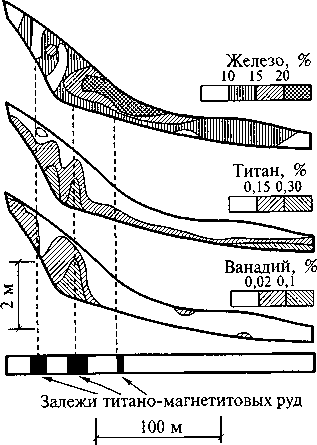 Железо, %
10 15 20
Титан, %
0,15 0,30
Ванадий, %
0,02 0,1
2 м
Залежи титано-магнетитовых руд
100 м